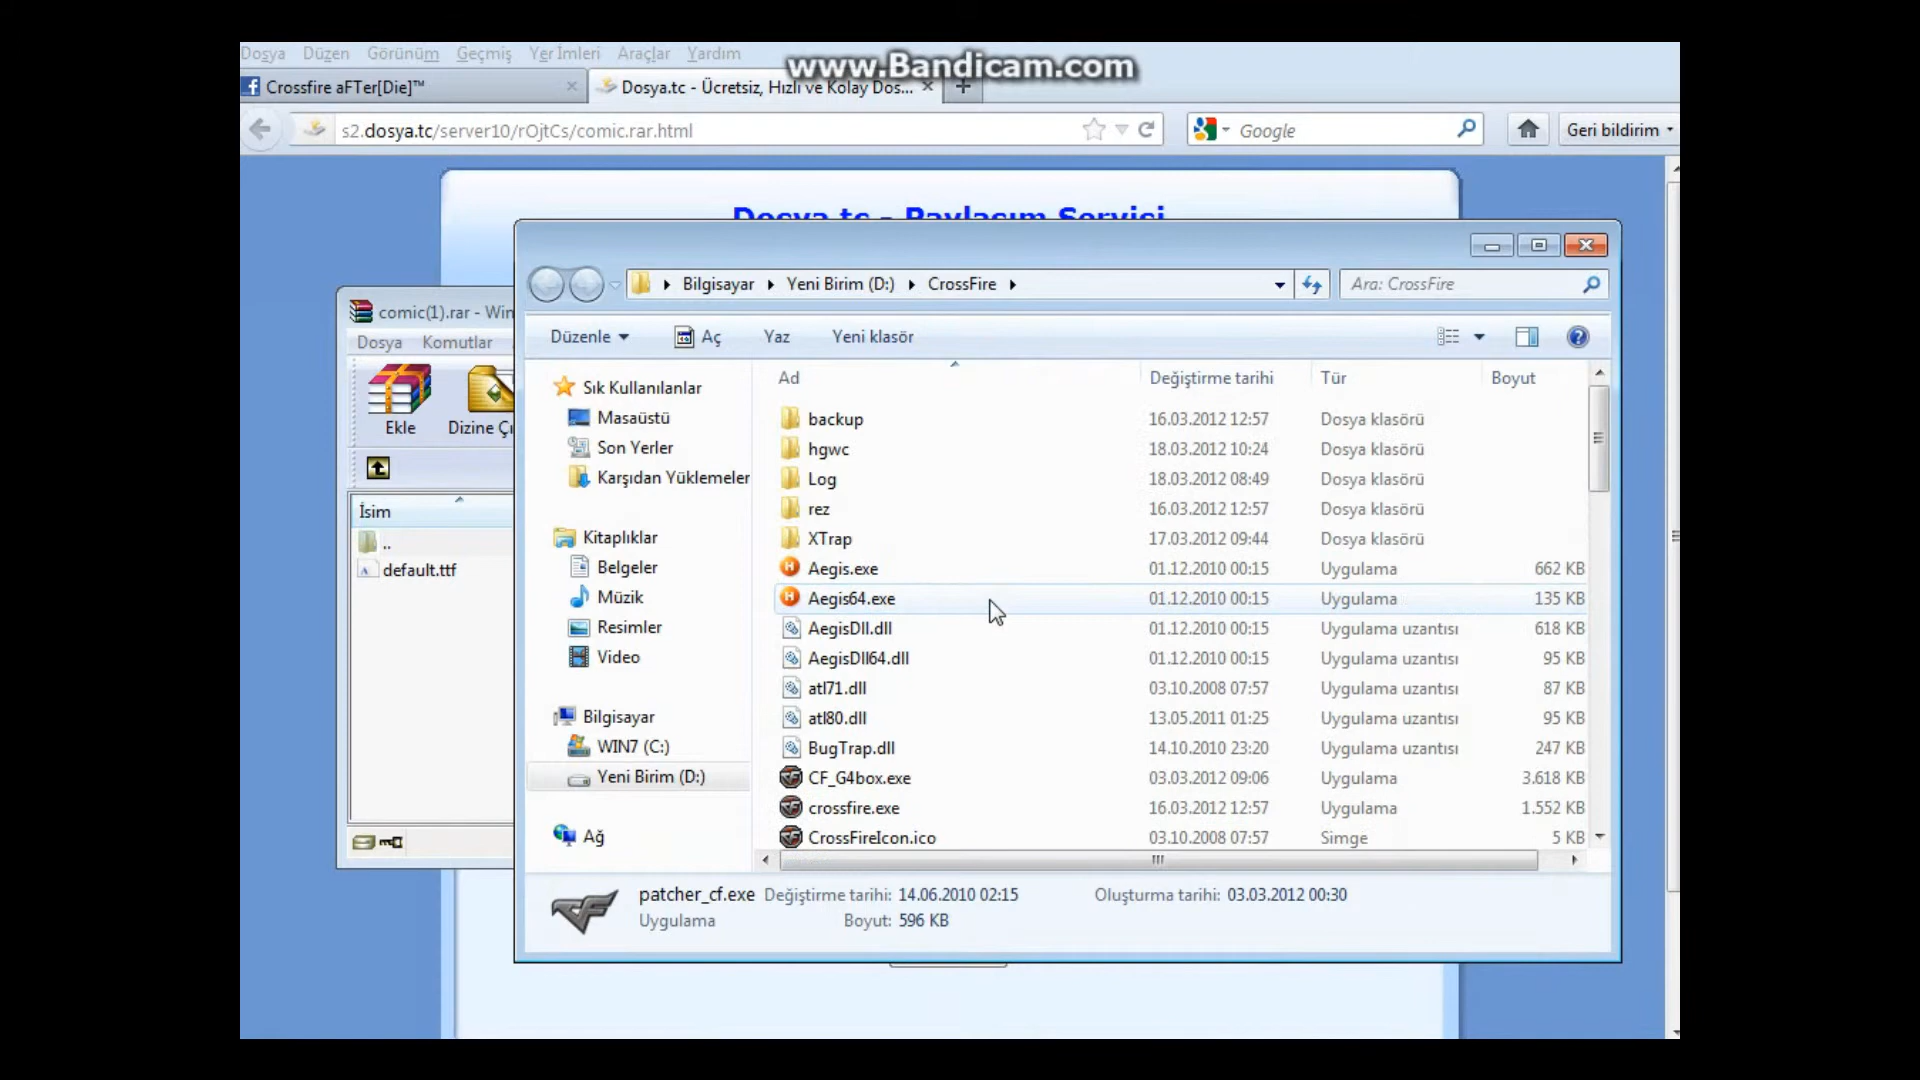 Dosya Düzen Görünüm Geçmiş Yer İmleri Araçlar Yardım
www.Bandicam.com
Crossfire aFTer[Die]™
Dosya.tc - Ücretsiz, Hızlı ve Kolay Dos...
s2.dosya.tc/server10/rOjtCs/comic.rar.html
Google
Geri bildirim
Dosya.tc - Paylaşım Servisi
comic(1).rar - Win
Dosya Komutlar
Ekle
Dizine Çı
İsim
..
default.ttf
Bilgisayar Yeni Birim (D:) CrossFire
Ara: CrossFire
Düzenle Aç Yaz Yeni klasör
Sık Kullanılanlar
Masaüstü
Son Yerler
Karşıdan Yüklemeler
Kitaplıklar
Belgeler
Müzik
Resimler
Video
Bilgisayar
WIN7 (C:)
Yeni Birim (D:)
Ağ
Ad Değiştirme tarihi Tür Boyut
backup 16.03.2012 12:57 Dosya klasörü
hgwc 18.03.2012 10:24 Dosya klasörü
Log 18.03.2012 08:49 Dosya klasörü
rez 16.03.2012 12:57 Dosya klasörü
XTrap 17.03.2012 09:44 Dosya klasörü
Aegis.exe 01.12.2010 00:15 Uygulama 662 KB
Aegis64.exe 01.12.2010 00:15 Uygulama 135 KB
AegisDll.dll 01.12.2010 00:15 Uygulama uzantısı 618 KB
AegisDll64.dll 01.12.2010 00:15 Uygulama uzantısı 95 KB
atl71.dll 03.10.2008 07:57 Uygulama uzantısı 87 KB
atl80.dll 13.05.2011 01:25 Uygulama uzantısı 95 KB
BugTrap.dll 14.10.2010 23:20 Uygulama uzantısı 247 KB
CF_G4box.exe 03.03.2012 09:06 Uygulama 3.618 KB
crossfire.exe 16.03.2012 12:57 Uygulama 1.552 KB
CrossFireIcon.ico 03.10.2008 07:57 Simge 5 KB
patcher_cf.exe Değiştirme tarihi: 14.06.2010 02:15 Oluşturma tarihi: 03.03.2012 00:30
Uygulama Boyut: 596 KB